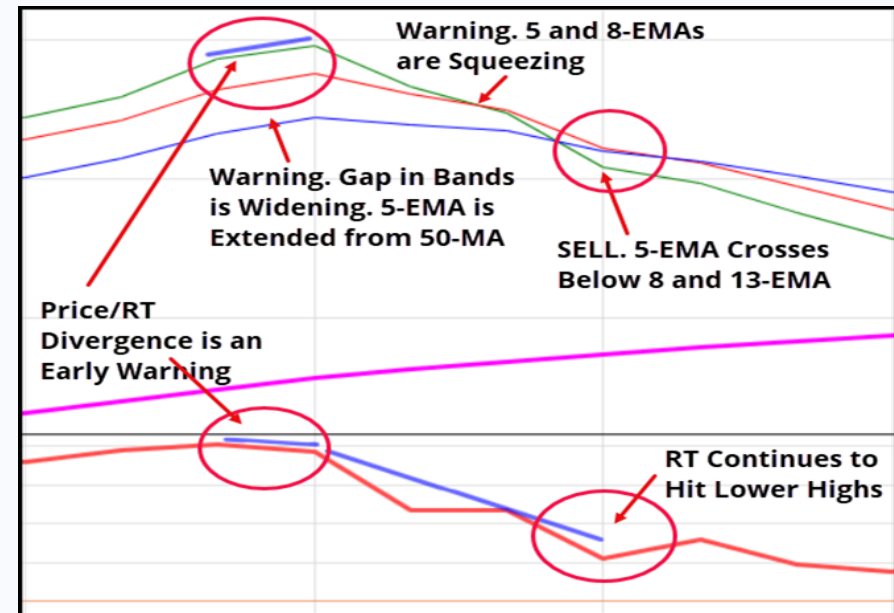 Warning. 5 and 8-EMAs
are Squeezing
Warning. Gap in Bands
is Widening. 5-EMA is
Extended from 50-MA
SELL. 5-EMA Crosses
Below 8 and 13-EMA
Price/RT
Divergence is an
Early Warning
RT Continues to
Hit Lower Highs